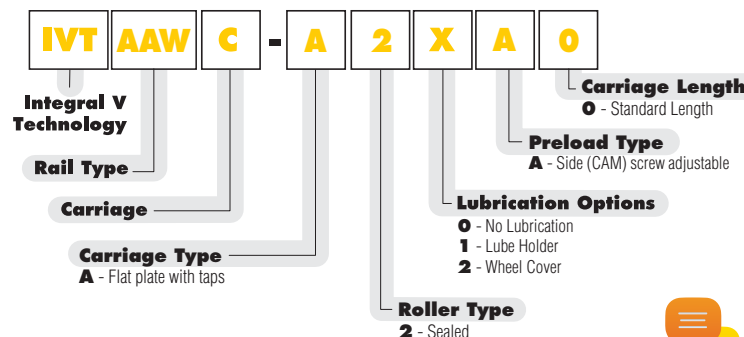 IVT AAW C - A 2 X A 0
Carriage Length
0 - Standard Length
Integral V
Technology
Preload Type
A - Side (CAM) screw adjustable
Rail Type
Carriage
Lubrication Options
0 - No Lubrication
1 - Lube Holder
2 - Wheel Cover
Carriage Type
A - Flat plate with taps
Roller Type
2 - Sealed